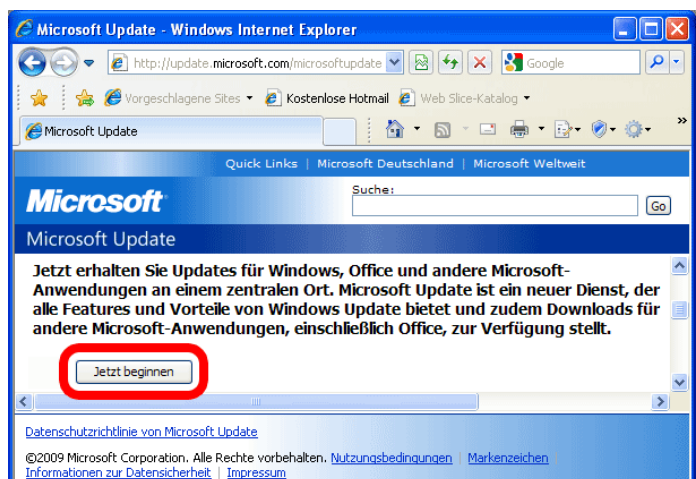 Microsoft Update - Windows Internet Explorer
http://update.microsoft.com/microsoftupdate
Google
Vorgeschlagene Sites
Kostenlose Hotmail
Web Slice-Katalog
Microsoft Update
»
Quick Links | Microsoft Deutschland | Microsoft Weltweit
Microsoft
Suche:
Go
Microsoft Update
Jetzt erhalten Sie Updates für Windows, Office und andere Microsoft-
Anwendungen an einem zentralen Ort. Microsoft Update ist ein neuer Dienst, der
alle Features und Vorteile von Windows Update bietet und zudem Downloads für
andere Microsoft-Anwendungen, einschließlich Office, zur Verfügung stellt.
Jetzt beginnen
Datenschutzrichtlinie von Microsoft Update
©2009 Microsoft Corporation. Alle Rechte vorbehalten. Nutzungsbedingungen | Markenzeichen |
Informationen zur Datensicherheit | Impressum